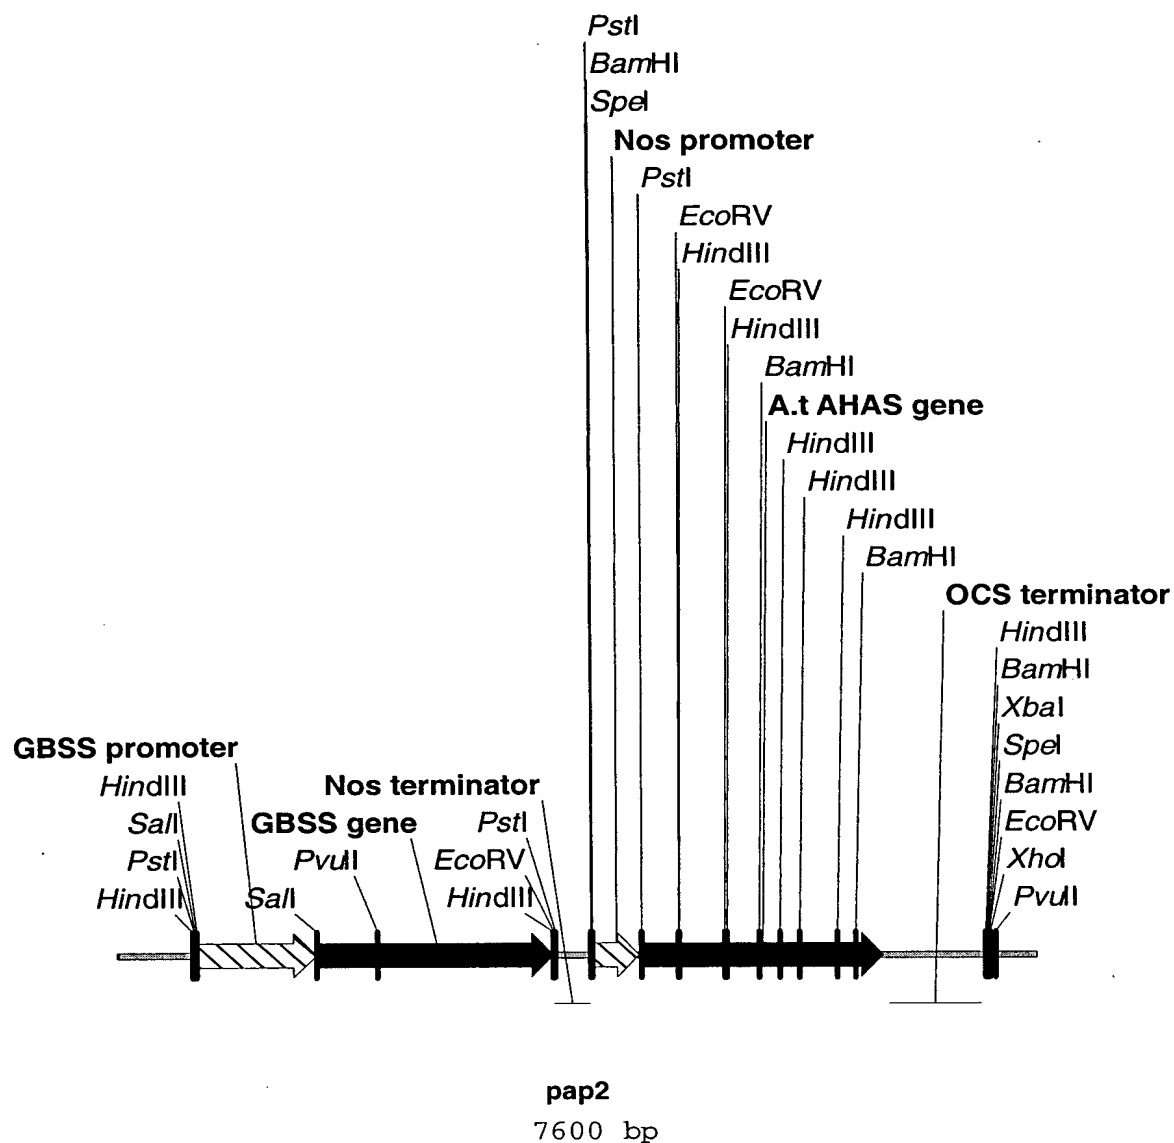 PstI
BamHI
SpeI
Nos promoter
PstI
EcoRV
HindIII
EcoRV
HindIII
BamHI
A.t AHAS gene
HindIII
HindIII
HindIII
BamHI
OCS terminator
HindIII
BamHI
XbaI
SpeI
BamHI
EcoRV
XhoI
PvuII
GBSS promoter
HindIII
SalI
PstI
HindIII
SalI
GBSS gene
PvuII
Nos terminator
PstI
EcoRV
HindIII
pap2
7600 bp